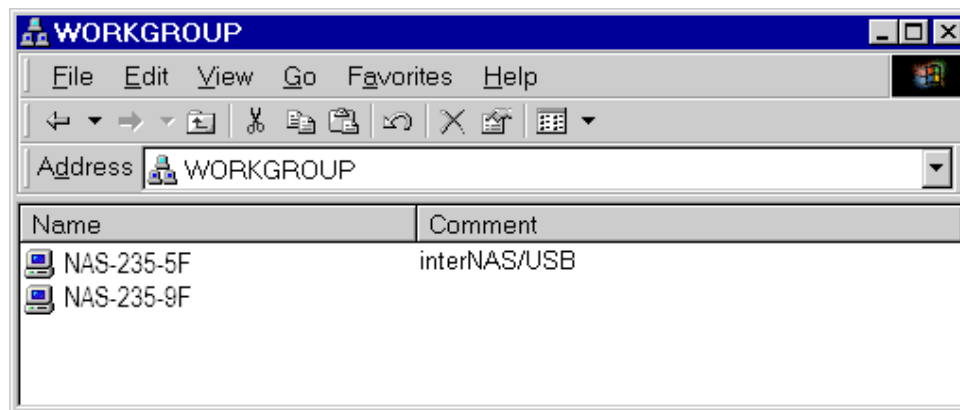 WORKGROUP
File Edit View Go Favorites Help
Address WORKGROUP
Name Comment
NAS-235-5F interNAS/USB
NAS-235-9F